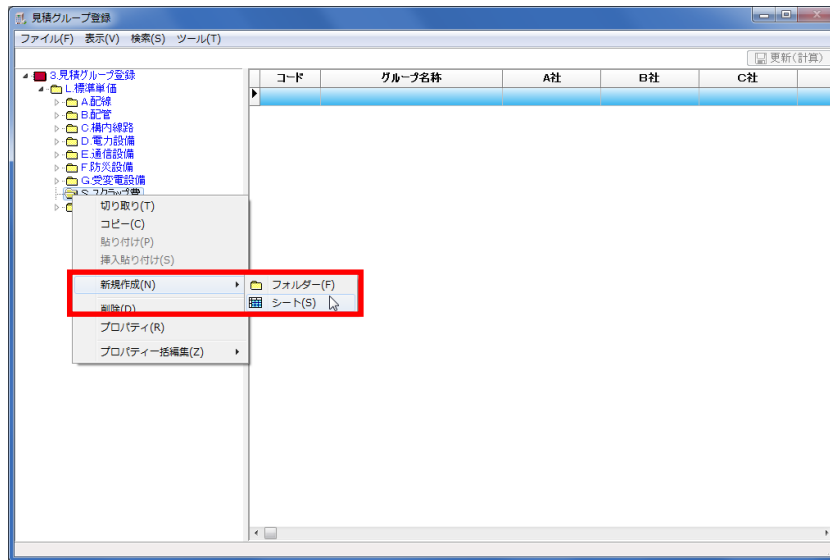 見積グループ登録
ファイル(F) 表示(V) 検索(S) ツール(T)
更新(計算)
3.見積グループ登録
L.標準単価
A.配線
B.配管
C.構内線路
D.電力設備
E.通信設備
F.防災設備
G.受変電設備
S.スクラップ費
コード グループ名称 A社 B社 C社
切り取り(T)
コピー(C)
貼り付け(P)
挿入貼り付け(S)
新規作成(N)
フォルダー(F)
シート(S)
削除(D)
プロパティ(R)
プロパティ一括編集(Z)